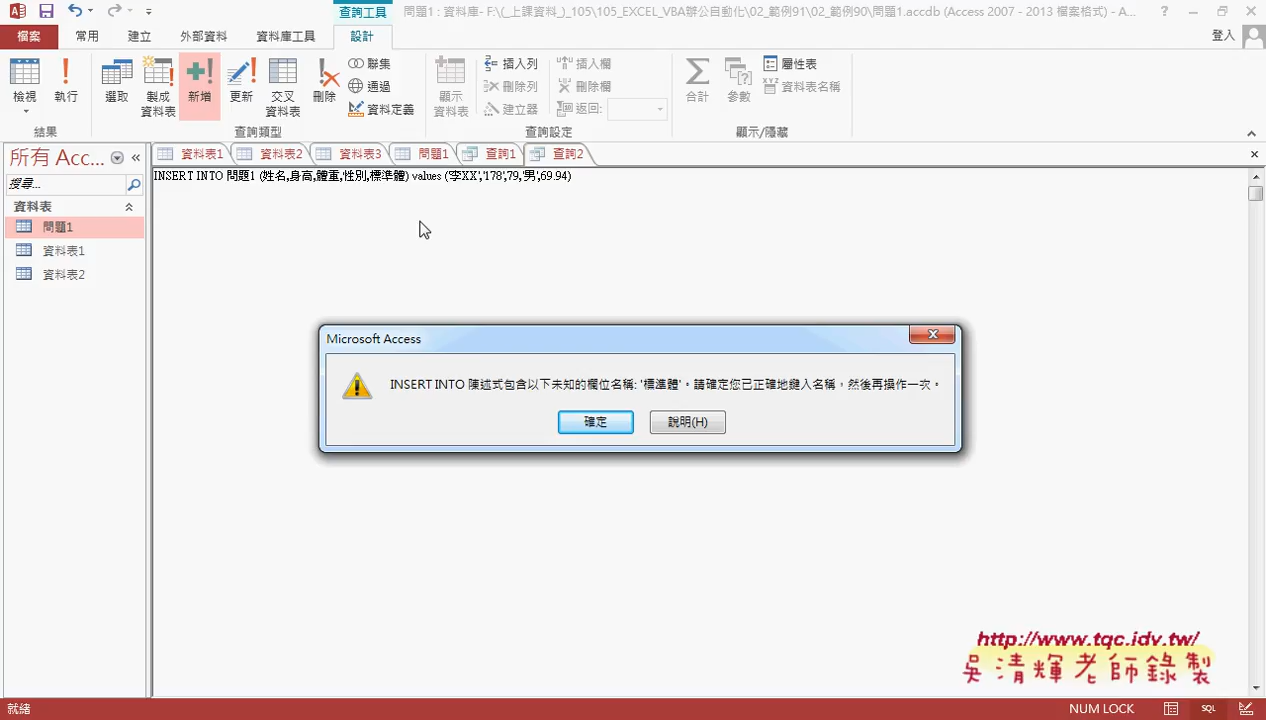 查詢工具
問題1 : 資料庫- F:\(_上課資料_)_105\105_EXCEL_VBA辦公自動化\02_範例91\02_範例90\問題1.accdb (Access 2007 - 2013 檔案格式) - A...
檔案 常用 建立 外部資料 資料庫工具 設計 登入
檢視 執行 選取 製成資料表 新增 更新 交叉資料表 刪除 聯集 通過 資料定義 顯示資料表 插入列 刪除列 建立器 插入欄 刪除欄 返回: 合計 參數 屬性表 資料表名稱
結果 查詢類型 查詢設定 顯示/隱藏
所有 Acc... «
資料表1 資料表2 資料表3 問題1 查詢1 查詢2
搜尋...
INSERT INTO 問題1 (姓名,身高,體重,性別,標準體) values ('李XX','178',79,'男',69.94)
資料表
問題1
資料表1
資料表2
Microsoft Access
INSERT INTO 陳述式包含以下未知的欄位名稱: '標準體'。請確定您已正確地鍵入名稱，然後再操作一次。
確定 說明(H)
http://www.tqc.idv.tw/
吳清輝老師錄製
就緒 NUM LOCK SQL